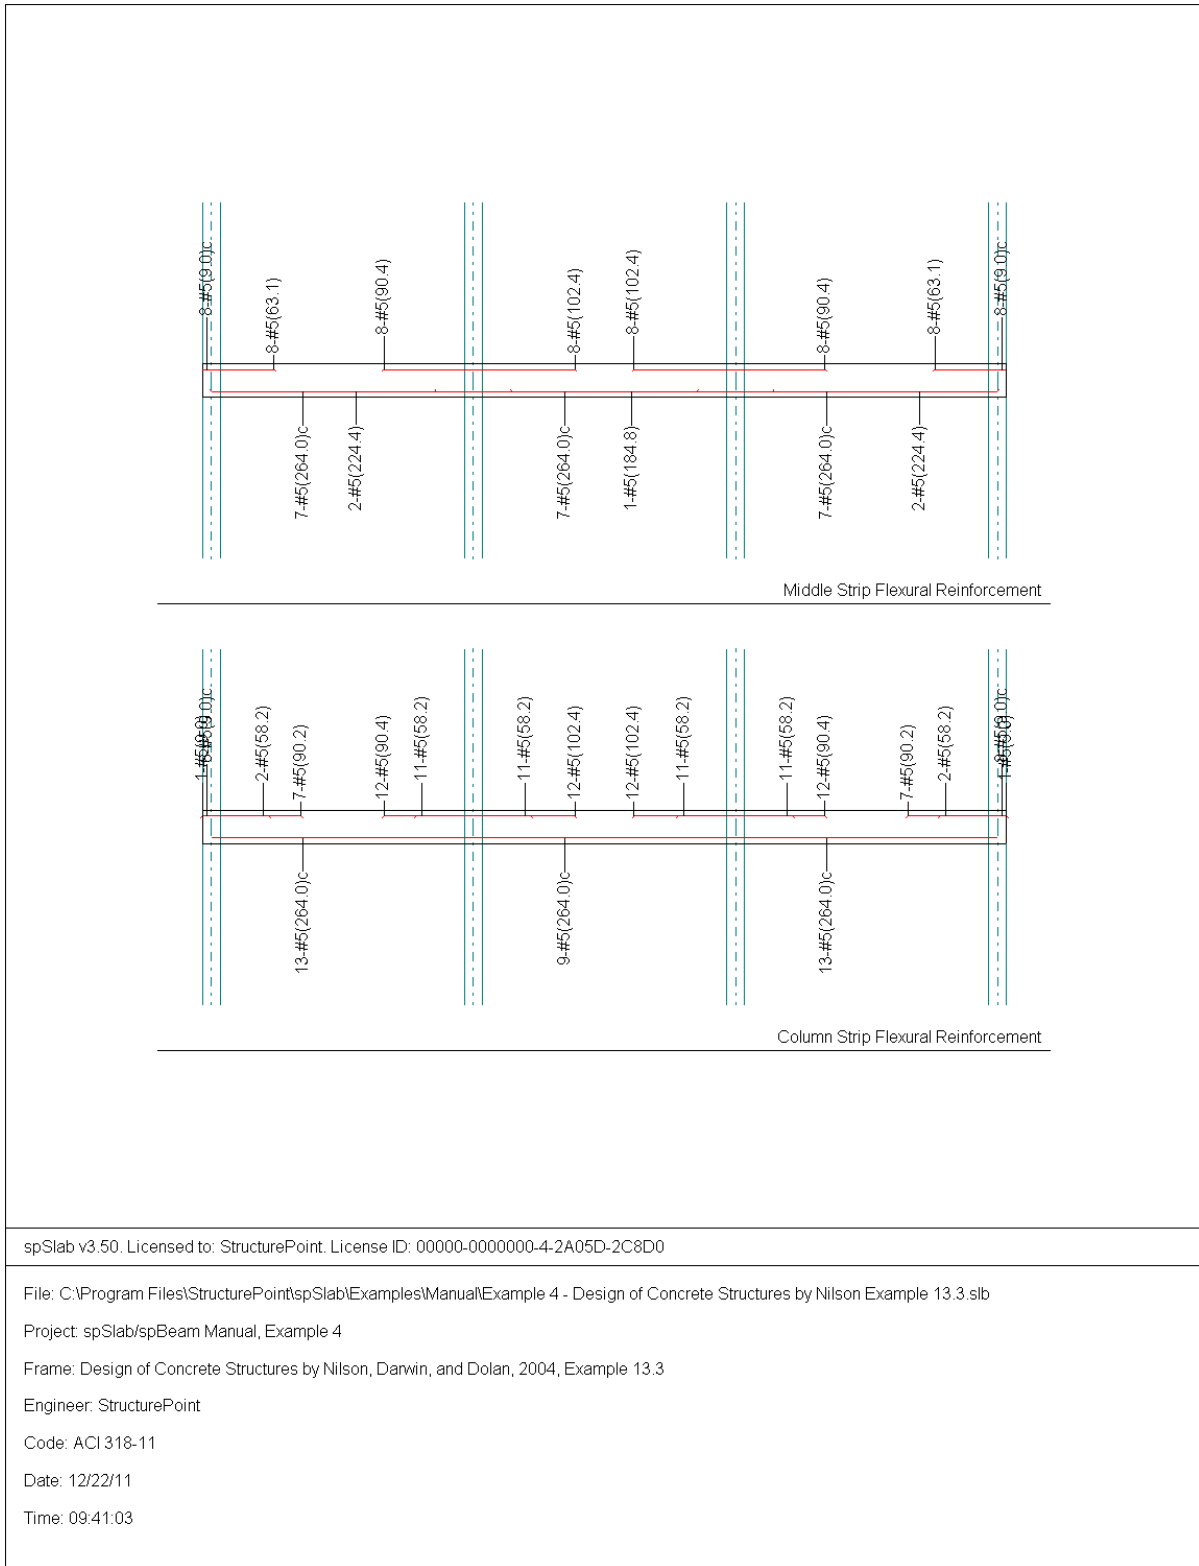 8-#5(9.0)c
8-#5(63.1)
8-#5(90.4)
8-#5(102.4)
8-#5(102.4)
8-#5(90.4)
8-#5(63.1)
8-#5(9.0)c
7-#5(264.0)c
2-#5(224.4)
7-#5(264.0)c
1-#5(184.8)
7-#5(264.0)c
2-#5(224.4)
Middle Strip Flexural Reinforcement
2-#5(58.2)
7-#5(90.2)
12-#5(90.4)
11-#5(58.2)
11-#5(58.2)
12-#5(102.4)
12-#5(102.4)
11-#5(58.2)
11-#5(58.2)
12-#5(90.4)
7-#5(90.2)
2-#5(58.2)
13-#5(264.0)c
9-#5(264.0)c
13-#5(264.0)c
Column Strip Flexural Reinforcement
spSlab v3.50. Licensed to: StructurePoint. License ID: 00000-0000000-4-2A05D-2C8D0
File: C:\Program Files\StructurePoint\spSlab\Examples\Manual\Example 4 - Design of Concrete Structures by Nilson Example 13.3.slb
Project: spSlab/spBeam Manual, Example 4
Frame: Design of Concrete Structures by Nilson, Darwin, and Dolan, 2004, Example 13.3
Engineer: StructurePoint
Code: ACI 318-11
Date: 12/22/11
Time: 09:41:03